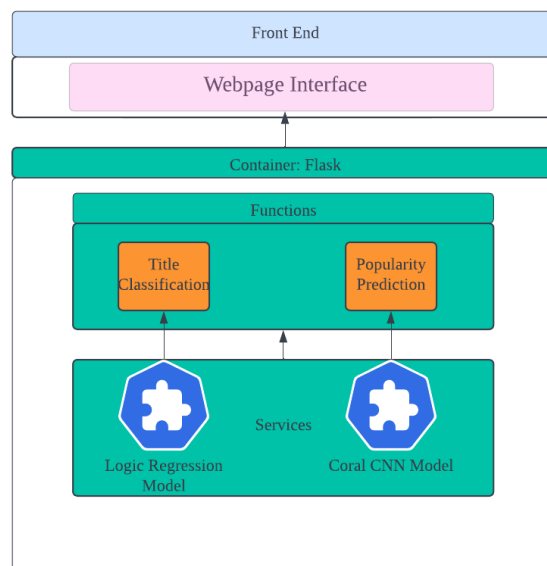 Front End
Webpage Interface
Container: Flask
Functions
Title
Classification
Popularity
Prediction
Services
Logic Regression
Model
Coral CNN Model